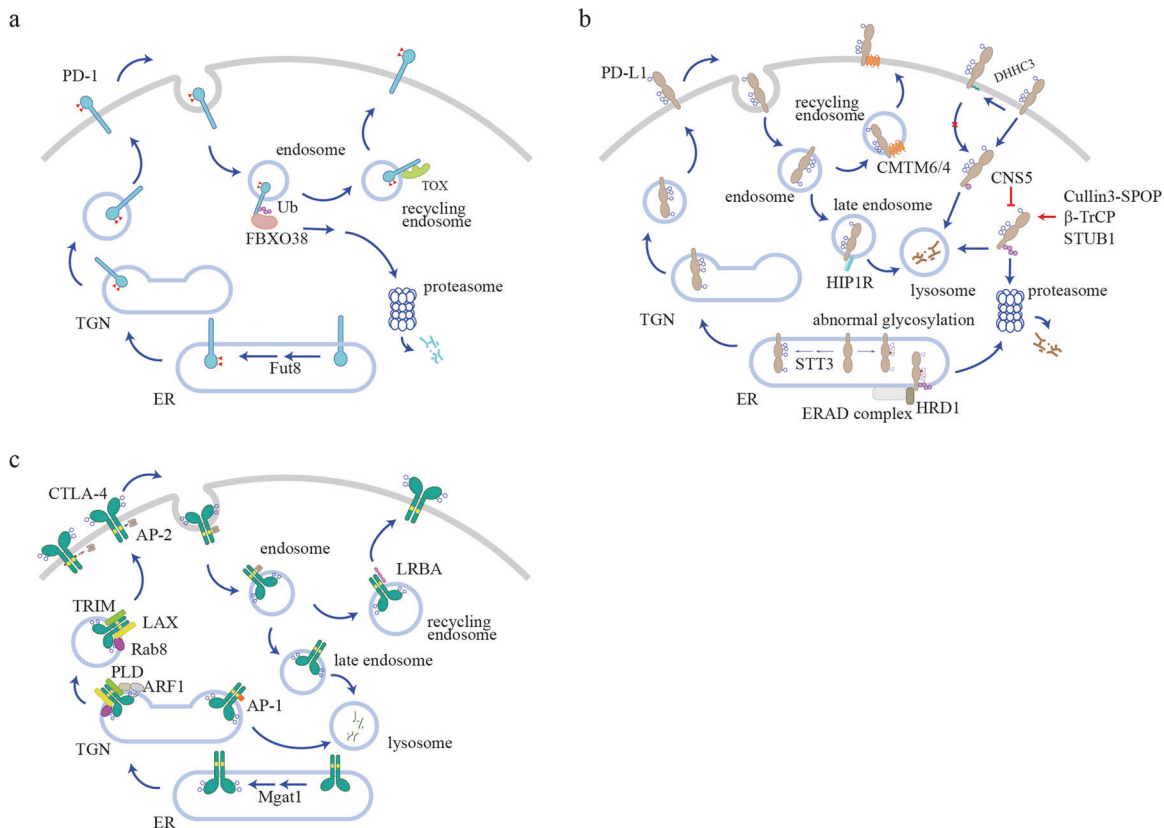 a
PD-1
endosome
TOX
Ub
recycling
endosome
FBXO38
proteasome
TGN
Fut8
ER
b
PD-L1
DHHC3
recycling
endosome
CMTM6/4
CNS5
endosome
Cullin3-SPOP
β-TrCP
STUB1
late endosome
HIP1R
lysosome
proteasome
TGN
abnormal glycosylation
STT3
ER
ERAD complex
HRD1
c
CTLA-4
AP-2
endosome
LRBA
TRIM
LAX
Rab8
recycling
endosome
late endosome
PLD
ARF1
AP-1
TGN
lysosome
Mgat1
ER